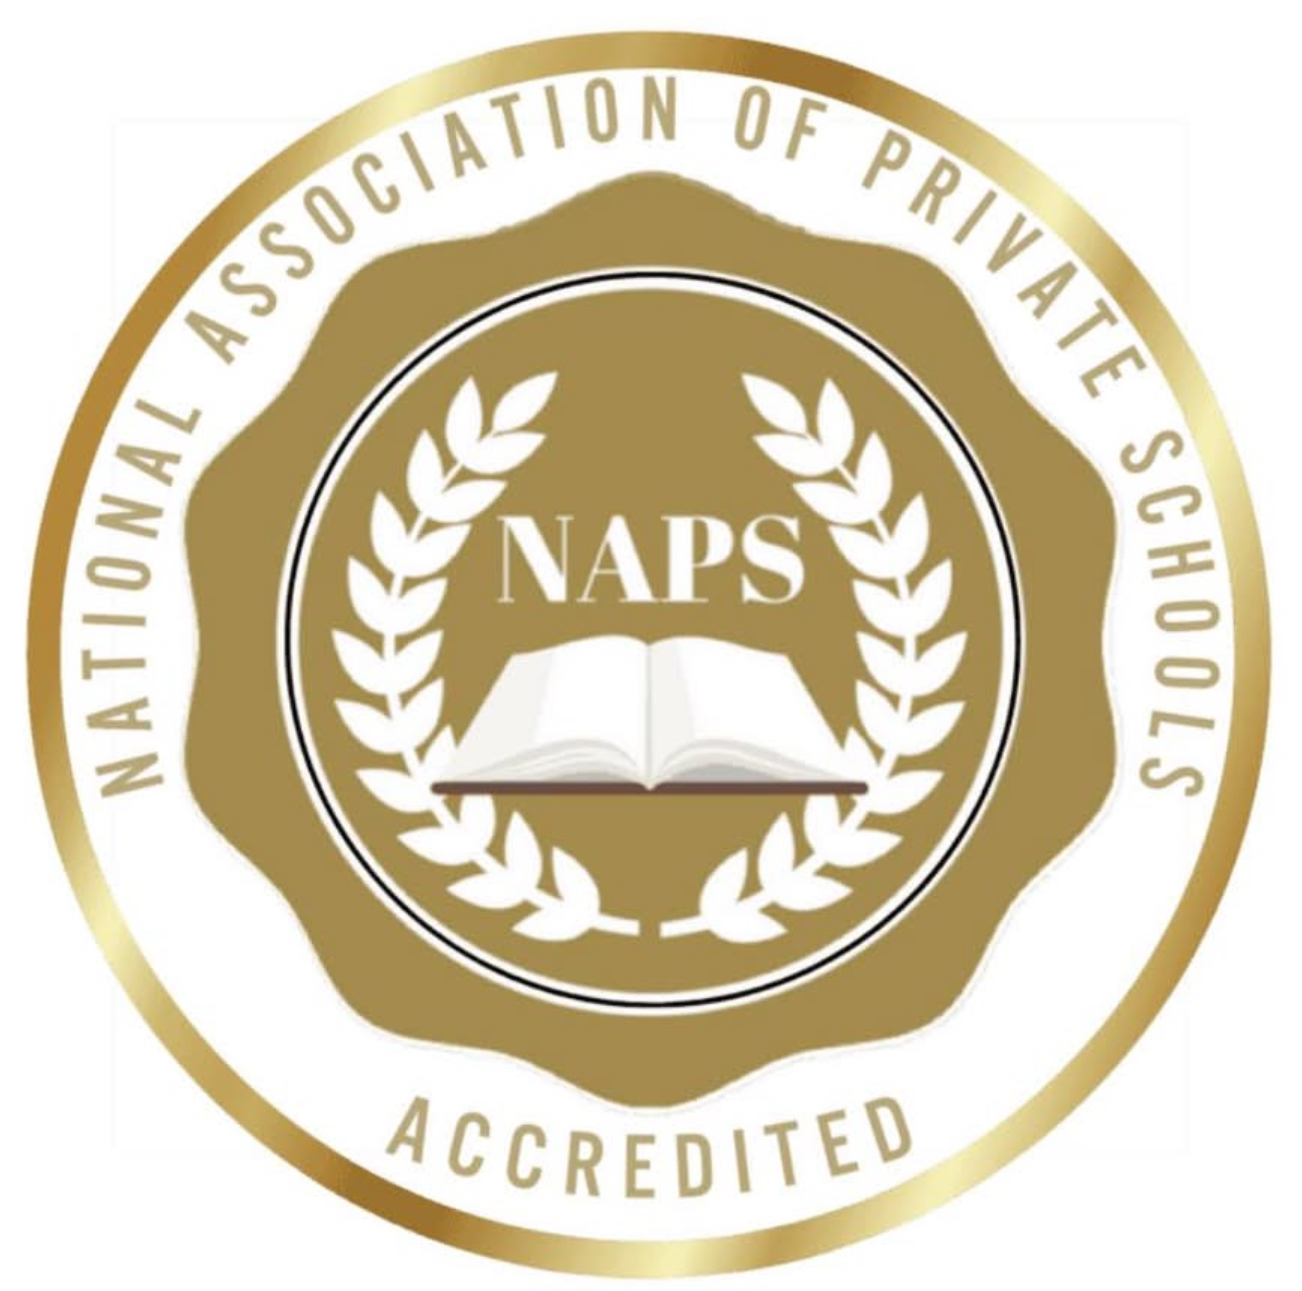 NATIONAL ASSOCIATION OF PRIVATE SCHOOLS
NAPS
ACCREDITED